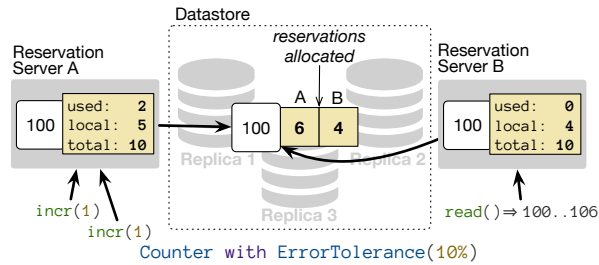 Datastore
reservations
allocated
Reservation
Server A
Reservation
Server B
A B
100
used: 2
local: 5
total: 10
100
6 4
100
used: 0
local: 4
total: 10
Replica 1
Replica 2
Replica 3
incr(1)
incr(1)
read()⇒100..106
Counter with ErrorTolerance(10%)